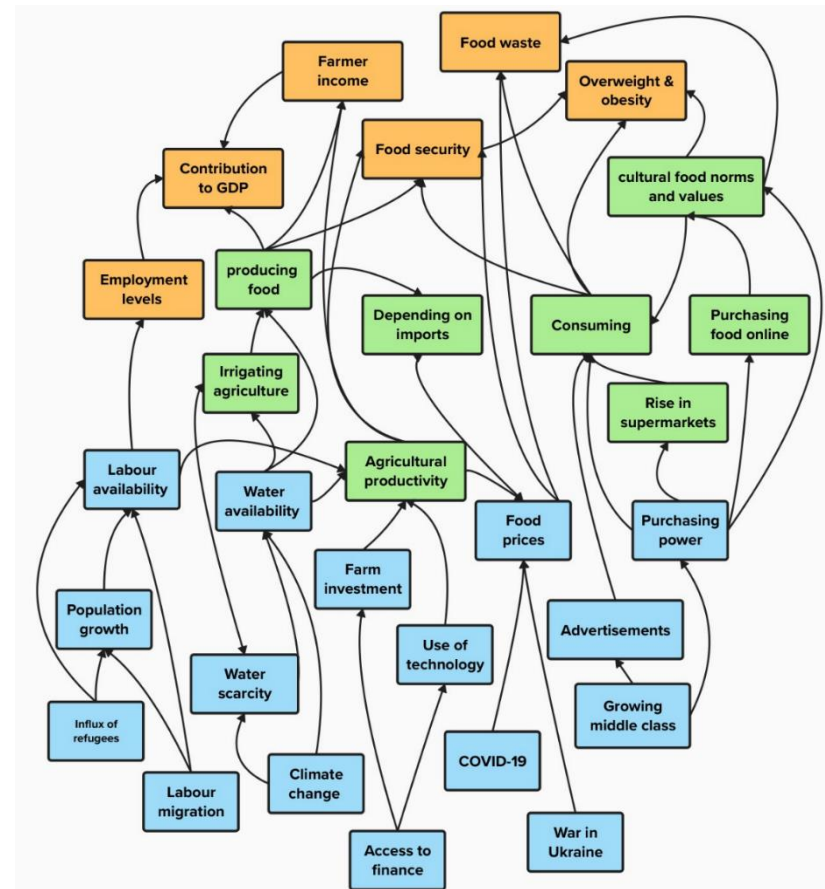 Food waste
Farmer
income
Overweight &
obesity
Food security
Contribution
to GDP
cultural food norms
and values
Employment
levels
producing
food
Depending on
imports
Consuming
Purchasing
food online
Irrigating
agriculture
Rise in
supermarkets
Labour
availability
Water
availability
Agricultural
productivity
Food
prices
Purchasing
power
Farm
investment
Population
growth
Advertisements
Use of
technology
Water
scarcity
Growing
middle class
Influx of
refugees
COVID-19
Climate
change
Labour
migration
War in
Ukraine
Access to
finance